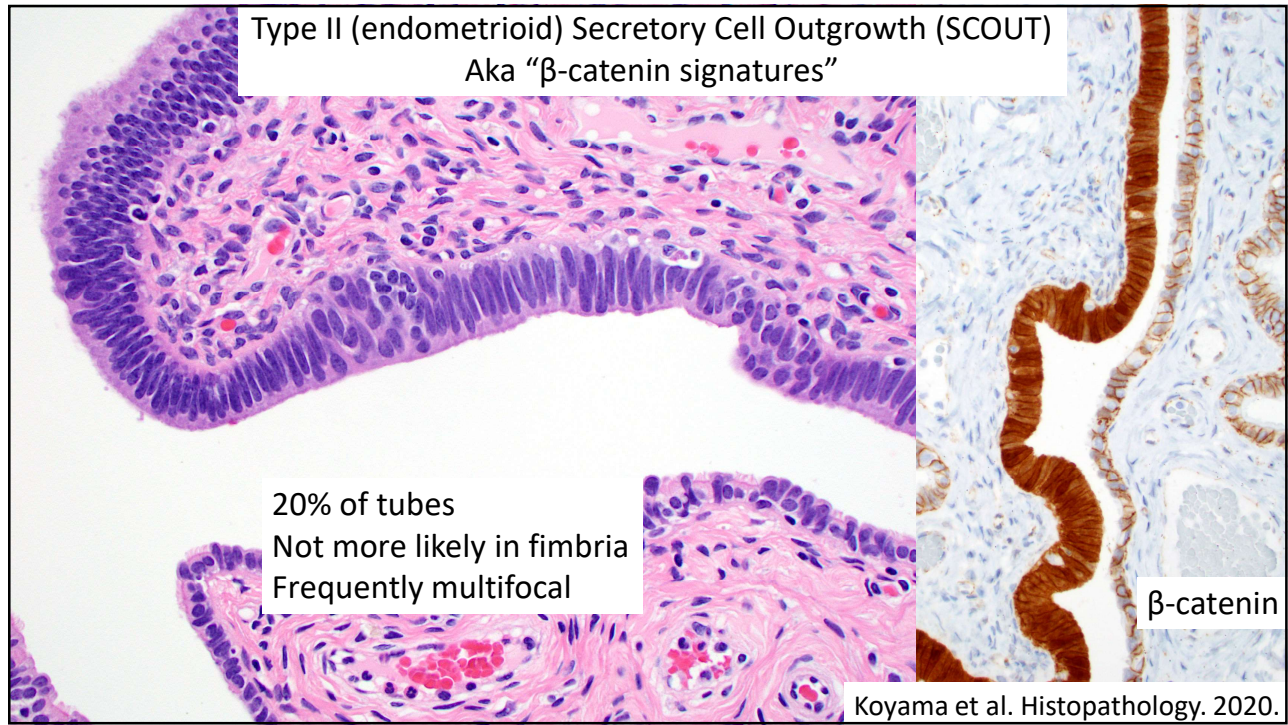 Type II (endometrioid) Secretory Cell Outgrowth (SCOUT)
Aka “β-catenin signatures”
20% of tubes
Not more likely in fimbria
Frequently multifocal
β-catenin
Koyama et al. Histopathology. 2020.